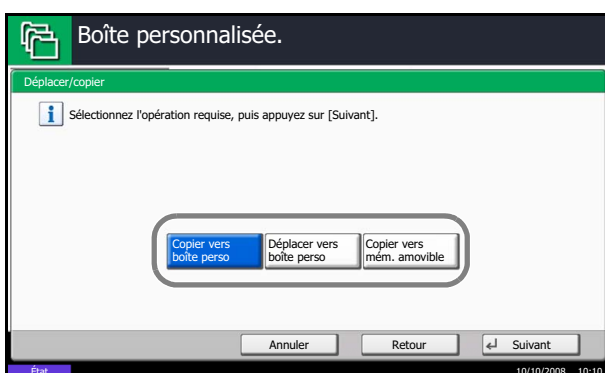 Boîte personnalisée.
Déplacer/copier
Sélectionnez l'opération requise, puis appuyez sur [Suivant].
Copier vers
boîte perso
Déplacer vers
boîte perso
Copier vers
mém. amovible
Annuler
Retour
Suivant
État
10/10/2008 10:10